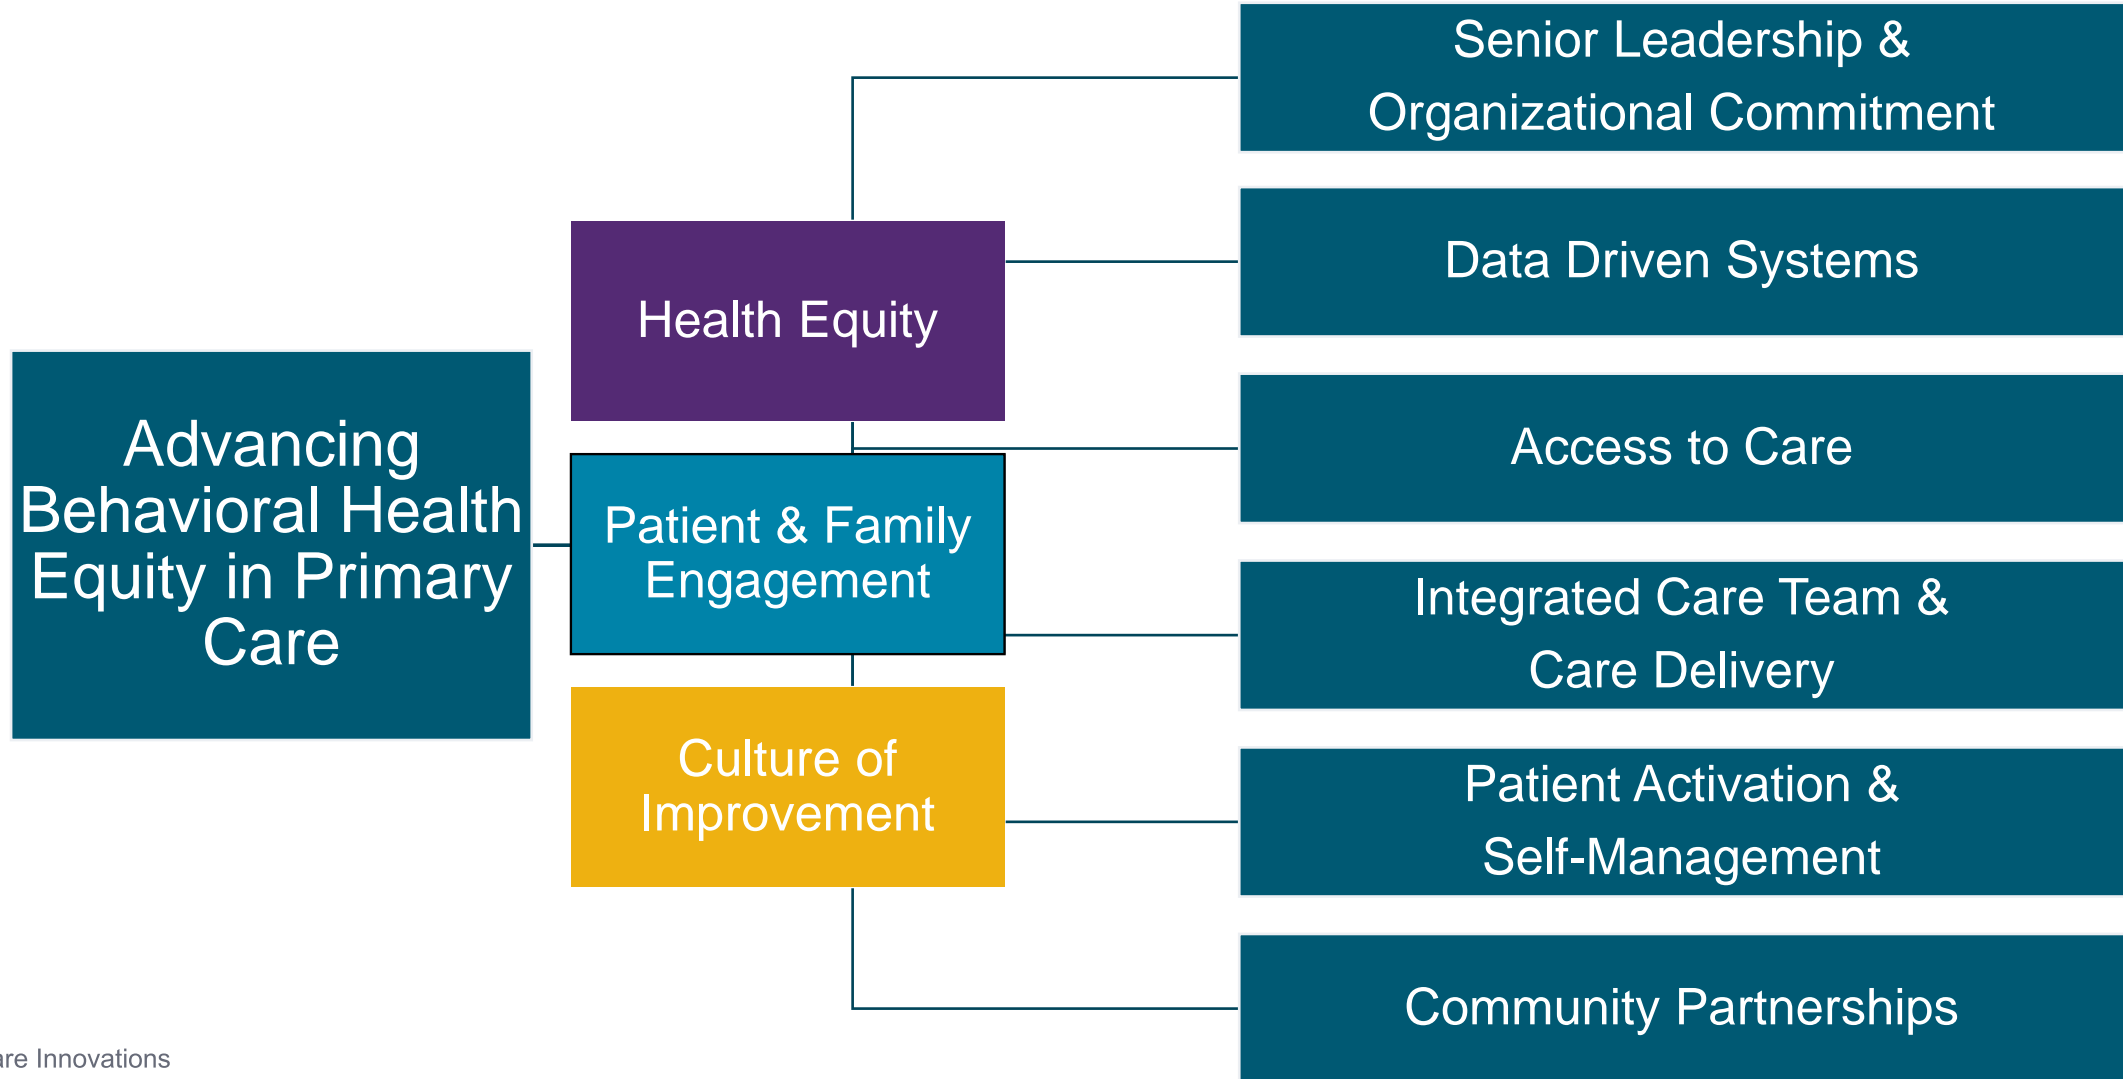 Advancing
Behavioral Health
Equity in Primary
Care
Health Equity
Patient & Family
Engagement
Culture of
Improvement
Senior Leadership &
Organizational Commitment
Data Driven Systems
Access to Care
Integrated Care Team &
Care Delivery
Patient Activation &
Self-Management
Community Partnerships
Innovations